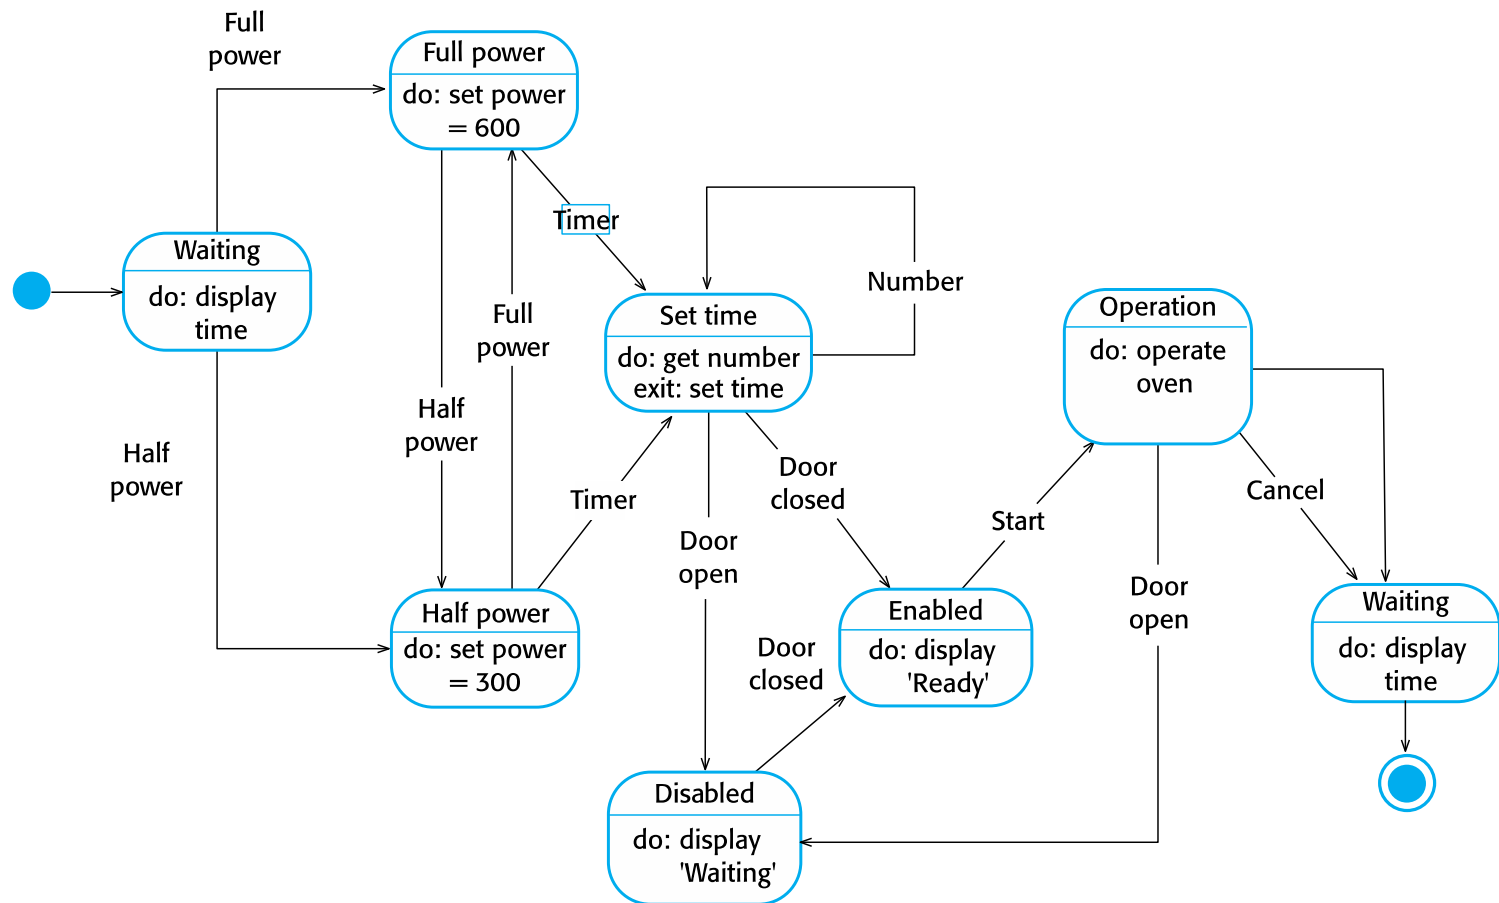 Full
power
Full power
do: set power
= 600
Timer
Waiting
do: display
time
Number
Full
power
Set time
do: get number
exit: set time
Operation
do: operate
oven
Half
power
Half
power
Door
closed
Timer
Cancel
Start
Door
open
Door
open
Half power
do: set power
= 300
Enabled
do: display
'Ready'
Waiting
do: display
time
Door
closed
Disabled
do: display
'Waiting'